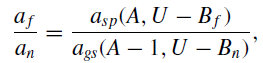 a_f / a_n = a_sp(A, U − B_f) / a_gs(A − 1, U − B_n),